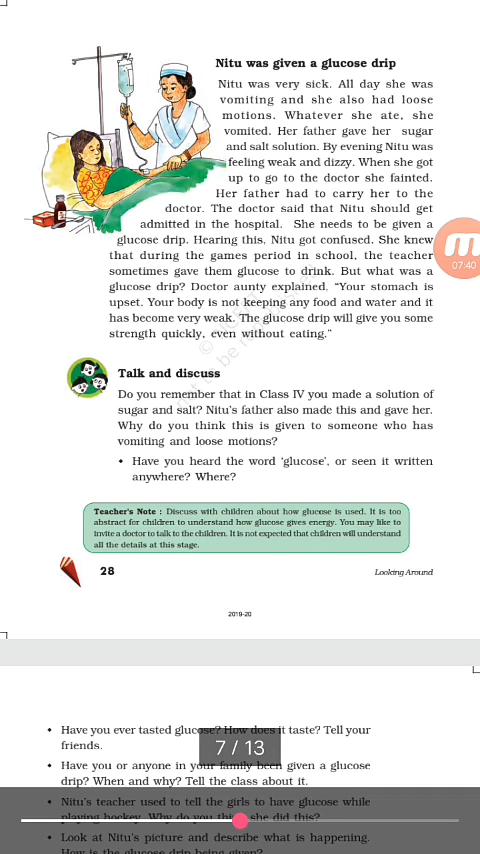 Nitu was given a glucose drip
Nitu was very sick. All day she was
vomiting and she also had loose
motions. Whatever she ate, she
vomited. Her father gave her sugar
and salt solution. By evening Nitu was
feeling weak and dizzy. When she got
up to go to the doctor she fainted.
Her father had to carry her to the
doctor. The doctor said that Nitu should get
admitted in the hospital. She needs to be given a
glucose drip. Hearing this, Nitu got confused. She knew
that during the games period in school, the teacher
sometimes gave them glucose to drink. But what was a
glucose drip? Doctor aunty explained, “Your stomach is
upset. Your body is not keeping any food and water and it
has become very weak. The glucose drip will give you some
strength quickly, even without eating.”
07:40
Talk and discuss
Do you remember that in Class IV you made a solution of
sugar and salt? Nitu’s father also made this and gave her.
Why do you think this is given to someone who has
vomiting and loose motions?
• Have you heard the word ‘glucose’, or seen it written
anywhere? Where?
Teacher’s Note : Discuss with children about how glucose is used. It is too
abstract for children to understand how glucose gives energy. You may like to
invite a doctor to talk to the children. It is not expected that children will understand
all the details at this stage.
28
Looking Around
2019-20
• Have you ever tasted glucose? How does it taste? Tell your
friends.
7 / 13
• Have you or anyone in your family been given a glucose
drip? When and why? Tell the class about it.
• Nitu’s teacher used to tell the girls to have glucose while
playing hockey. Why do you think she did this?
• Look at Nitu’s picture and describe what is happening.
How is the glucose drip being given?